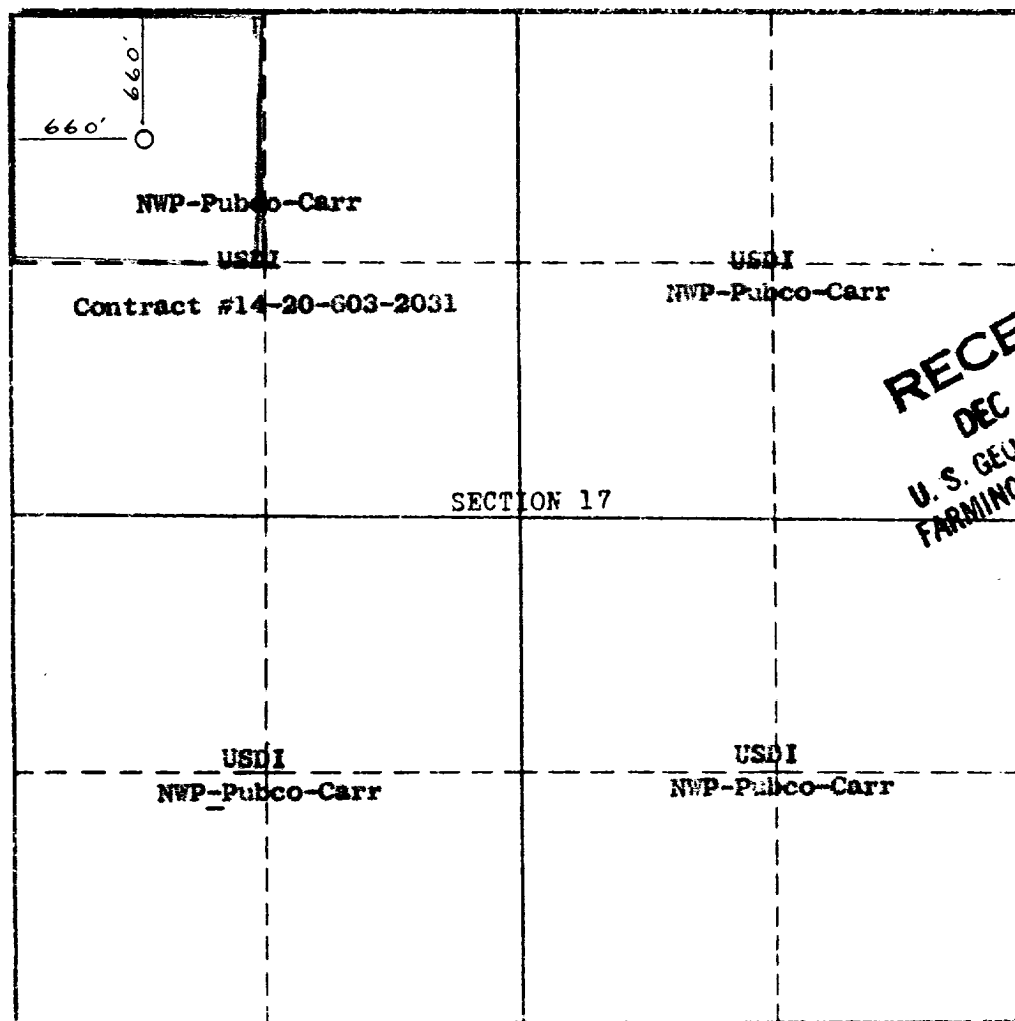 660'
660'
NWP-Pubco-Carr
USDI
Contract #14-20-603-2031
USDI
NWP-Pubco-Carr
RECE
DEC
U. S. GEO
FARMING
SECTION 17
USDI
NWP-Pubco-Carr
USDI
NWP-Pubco-Carr